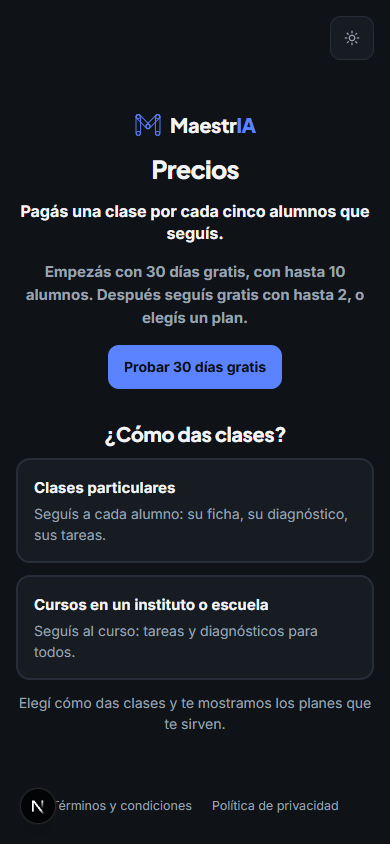 MaestrIA
Precios
Pagás una clase por cada cinco alumnos que
seguís.
Empezás con 30 días gratis, con hasta 10
alumnos. Después seguís gratis con hasta 2, o
elegís un plan.
Probar 30 días gratis
¿Cómo das clases?
Clases particulares
Seguís a cada alumno: su ficha, su diagnóstico,
sus tareas.
Cursos en un instituto o escuela
Seguís al curso: tareas y diagnósticos para
todos.
Elegí cómo das clases y te mostramos los planes que
te sirven.
N Términos y condiciones Política de privacidad